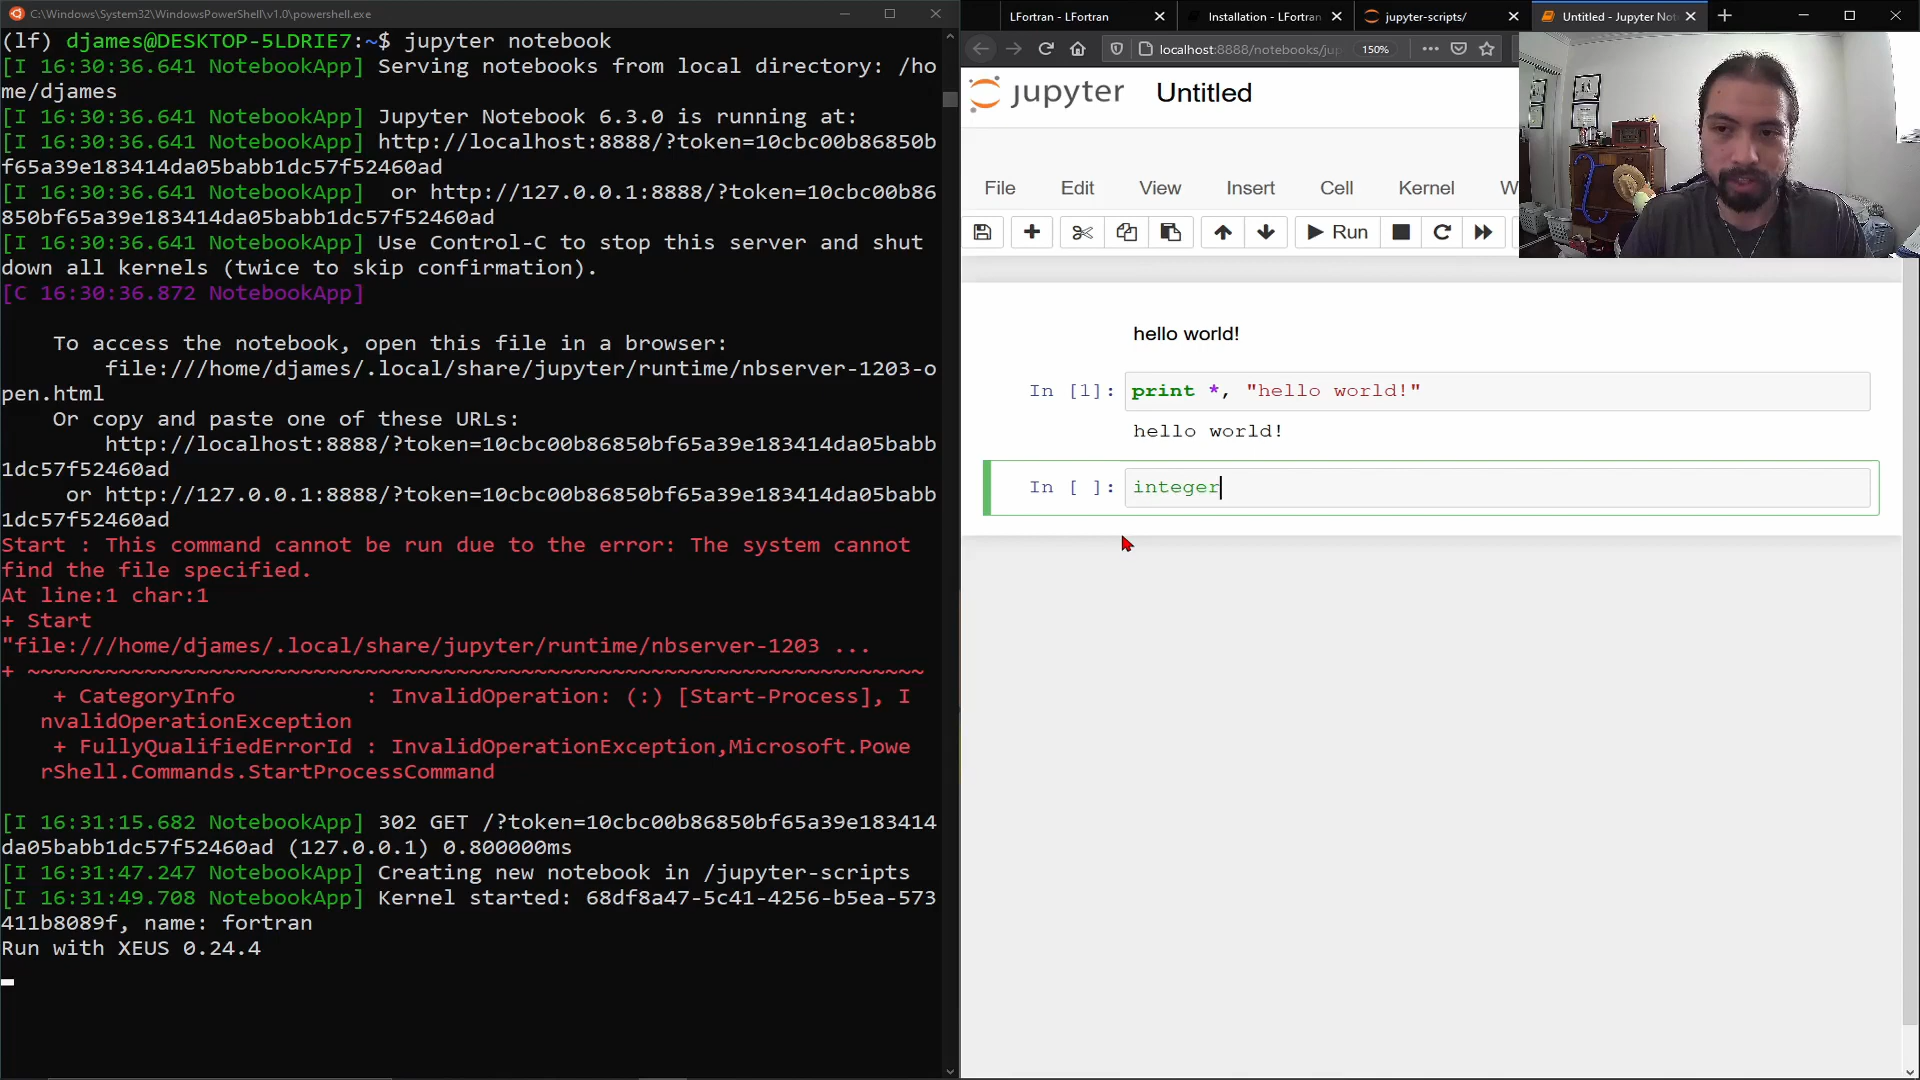 C:\Windows\System32\WindowsPowerShell\v1.0\powershell.exe
(lf) djames@DESKTOP-5LDRIE7:~$ jupyter notebook
[I 16:30:36.641 NotebookApp] Serving notebooks from local directory: /ho
me/djames
[I 16:30:36.641 NotebookApp] Jupyter Notebook 6.3.0 is running at:
[I 16:30:36.641 NotebookApp] http://localhost:8888/?token=10cbc00b86850b
f65a39e183414da05babb1dc57f52460ad
[I 16:30:36.641 NotebookApp]  or http://127.0.0.1:8888/?token=10cbc00b86
850bf65a39e183414da05babb1dc57f52460ad
[I 16:30:36.641 NotebookApp] Use Control-C to stop this server and shut
down all kernels (twice to skip confirmation).
[C 16:30:36.872 NotebookApp]
To access the notebook, open this file in a browser:
file:///home/djames/.local/share/jupyter/runtime/nbserver-1203-o
pen.html
Or copy and paste one of these URLs:
http://localhost:8888/?token=10cbc00b86850bf65a39e183414da05babb
1dc57f52460ad
or http://127.0.0.1:8888/?token=10cbc00b86850bf65a39e183414da05babb
1dc57f52460ad
Start : This command cannot be run due to the error: The system cannot
find the file specified.
At line:1 char:1
+ Start
"file:///home/djames/.local/share/jupyter/runtime/nbserver-1203 ...
+ ~~~~~~~~~~~~~~~~~~~~~~~~~~~~~~~~~~~~~~~~~~~~~~~~~~~~~~~~~~~~~~~~~~~~~
+ CategoryInfo          : InvalidOperation: (:) [Start-Process], I
nvalidOperationException
+ FullyQualifiedErrorId : InvalidOperationException,Microsoft.Powe
rShell.Commands.StartProcessCommand
[I 16:31:15.682 NotebookApp] 302 GET /?token=10cbc00b86850bf65a39e183414
da05babb1dc57f52460ad (127.0.0.1) 0.800000ms
[I 16:31:47.247 NotebookApp] Creating new notebook in /jupyter-scripts
[I 16:31:49.708 NotebookApp] Kernel started: 68df8a47-5c41-4256-b5ea-573
411b8089f, name: fortran
Run with XEUS 0.24.4
LFortran - LFortran
Installation - LFortran
jupyter-scripts/
Untitled - Jupyter Not
localhost:8888/notebooks/jup
150%
jupyter Untitled
File Edit View Insert Cell Kernel W
Run
hello world!
In [1]: print *, "hello world!"
hello world!
In [ ]: integer